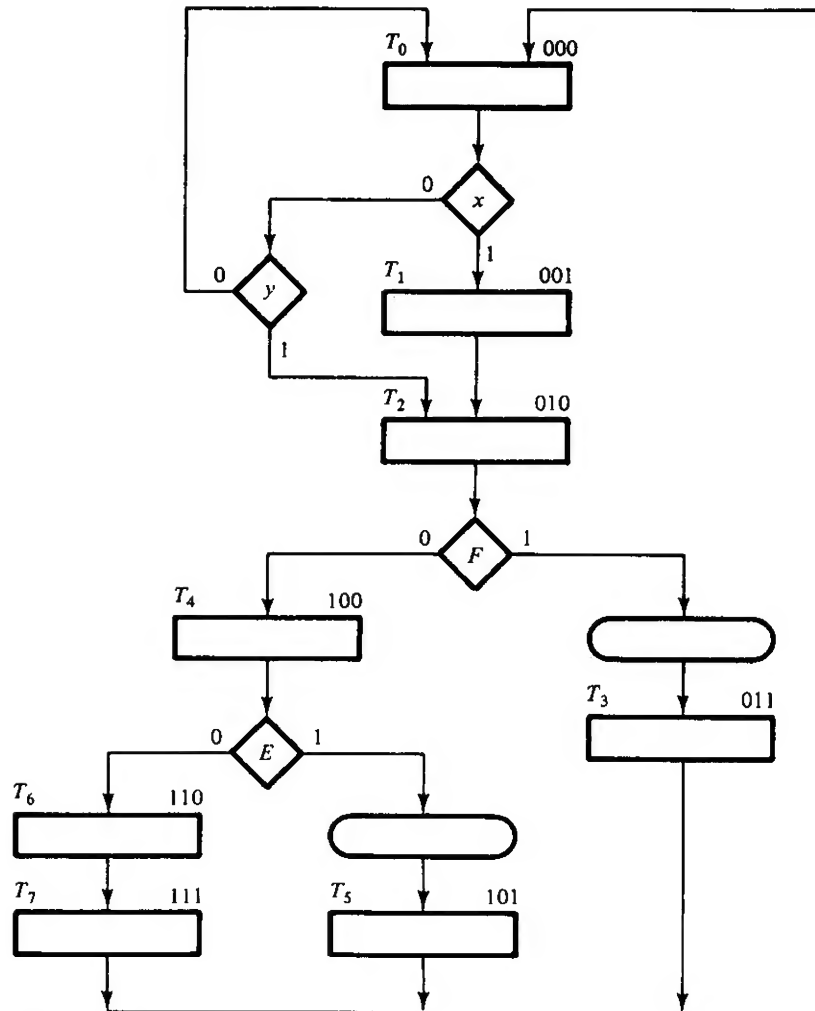 T₀ 000
0 x
1
0 y
T₁ 001
1
T₂ 010
0 F 1
T₄ 100
T₃ 011
0 E 1
T₆ 110
T₇ 111
T₅ 101